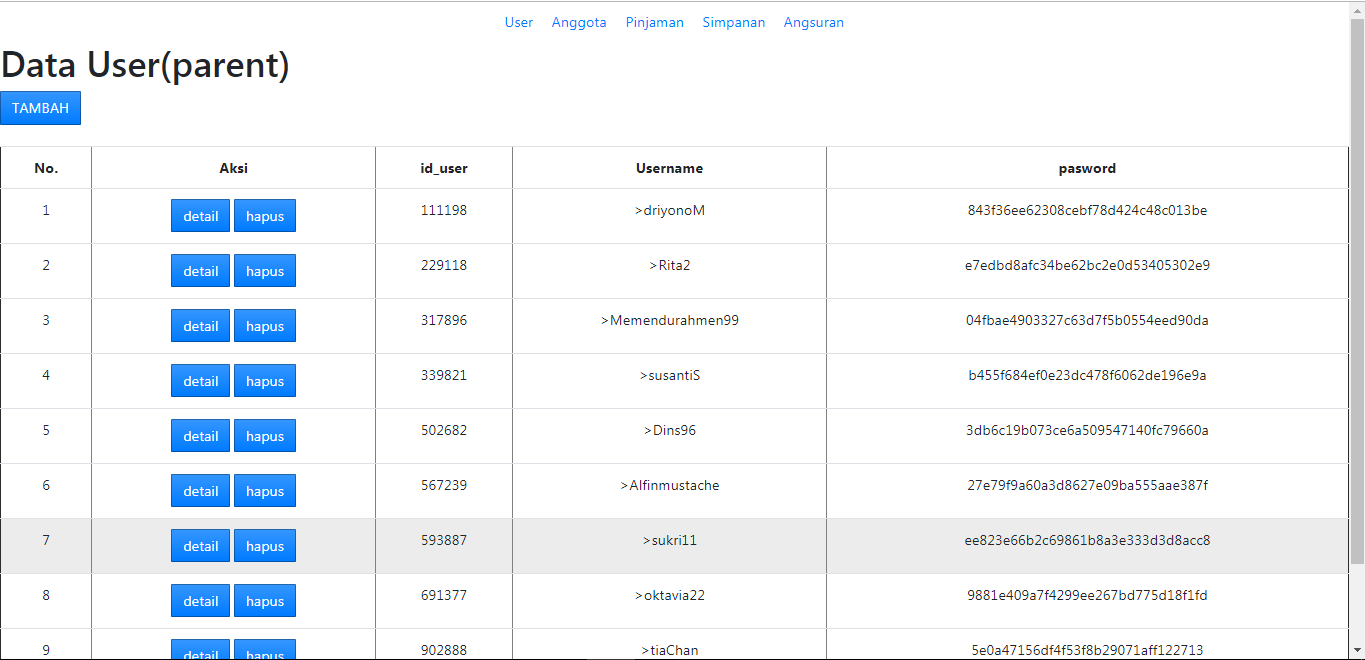 User Anggota Pinjaman Simpanan Angsuran
Data User(parent)
TAMBAH
No. Aksi id_user Username pasword
1 detail hapus 111198 >driyonoM 843f36ee62308cebf78d424c48c013be
2 detail hapus 229118 >Rita2 e7edbd8afc34be62bc2e0d53405302e9
3 detail hapus 317896 >Memendurahmen99 04fbae4903327c63d7f5b0554eed90da
4 detail hapus 339821 >susantiS b455f684ef0e23dc478f6062de196e9a
5 detail hapus 502682 >Dins96 3db6c19b073ce6a509547140fc79660a
6 detail hapus 567239 >Alfinmustache 27e79f9a60a3d8627e09ba555aae387f
7 detail hapus 593887 >sukri11 ee823e66b2c69861b8a3e333d3d8acc8
8 detail hapus 691377 >oktavia22 9881e409a7f4299ee267bd775d18f1fd
9 detail hapus 902888 >tiaChan 5e0a47156df4f53f8b29071aff122713